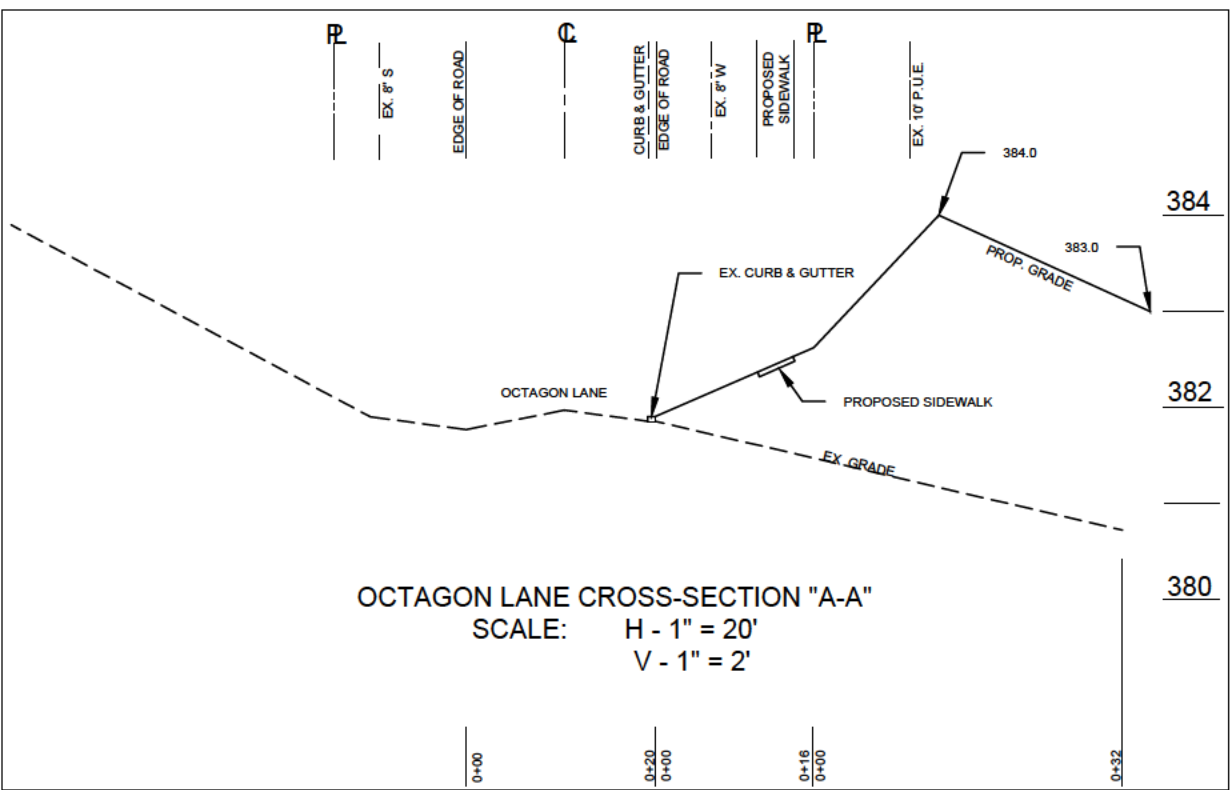 PL
CL
PL
EX. 8" S
EDGE OF ROAD
CURB & GUTTER
EDGE OF ROAD
EX. 8" W
PROPOSED
SIDEWALK
EX. 10' P.U.E.
384.0
384
383.0
PROP. GRADE
EX. CURB & GUTTER
382
OCTAGON LANE
PROPOSED SIDEWALK
EX. GRADE
380
OCTAGON LANE CROSS-SECTION "A-A"
SCALE: H - 1" = 20'
V - 1" = 2'
0+00
0+20
0+00
0+16
0+00
0+32